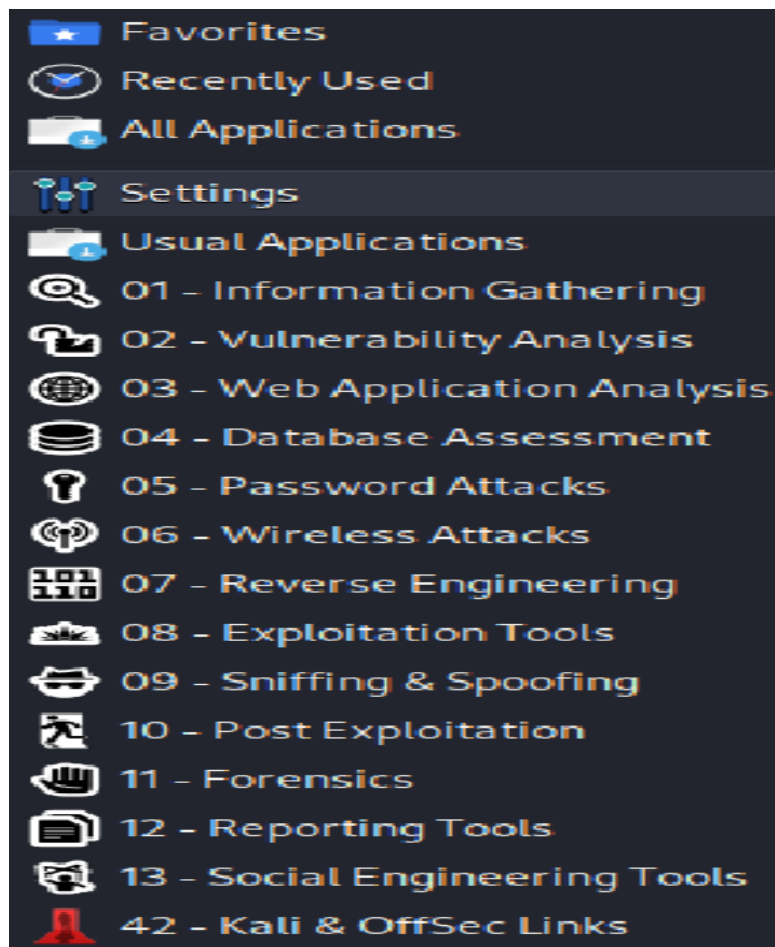 Favorites
Recently Used
All Applications
Settings
Usual Applications
01 - Information Gathering
02 - Vulnerability Analysis
03 - Web Application Analysis
04 - Database Assessment
05 - Password Attacks
06 - Wireless Attacks
07 - Reverse Engineering
08 - Exploitation Tools
09 - Sniffing & Spoofing
10 - Post Exploitation
11 - Forensics
12 - Reporting Tools
13 - Social Engineering Tools
42 - Kali & OffSec Links